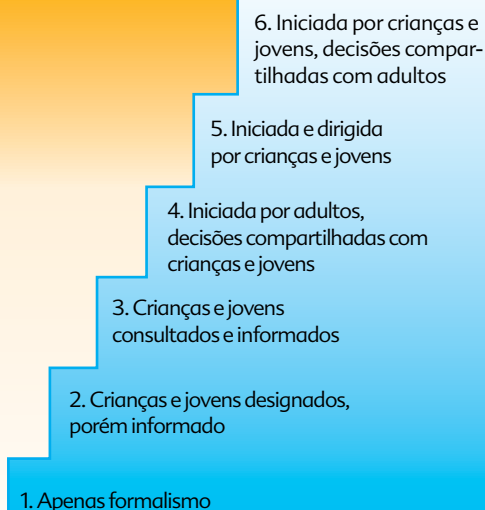 6. Iniciada por crianças e
jovens, decisões compar-
tilhadas com adultos
5. Iniciada e dirigida
por crianças e jovens
4. Iniciada por adultos,
decisões compartilhadas com
crianças e jovens
3. Crianças e jovens
consultados e informados
2. Crianças e jovens designados,
porém informado
1. Apenas formalismo